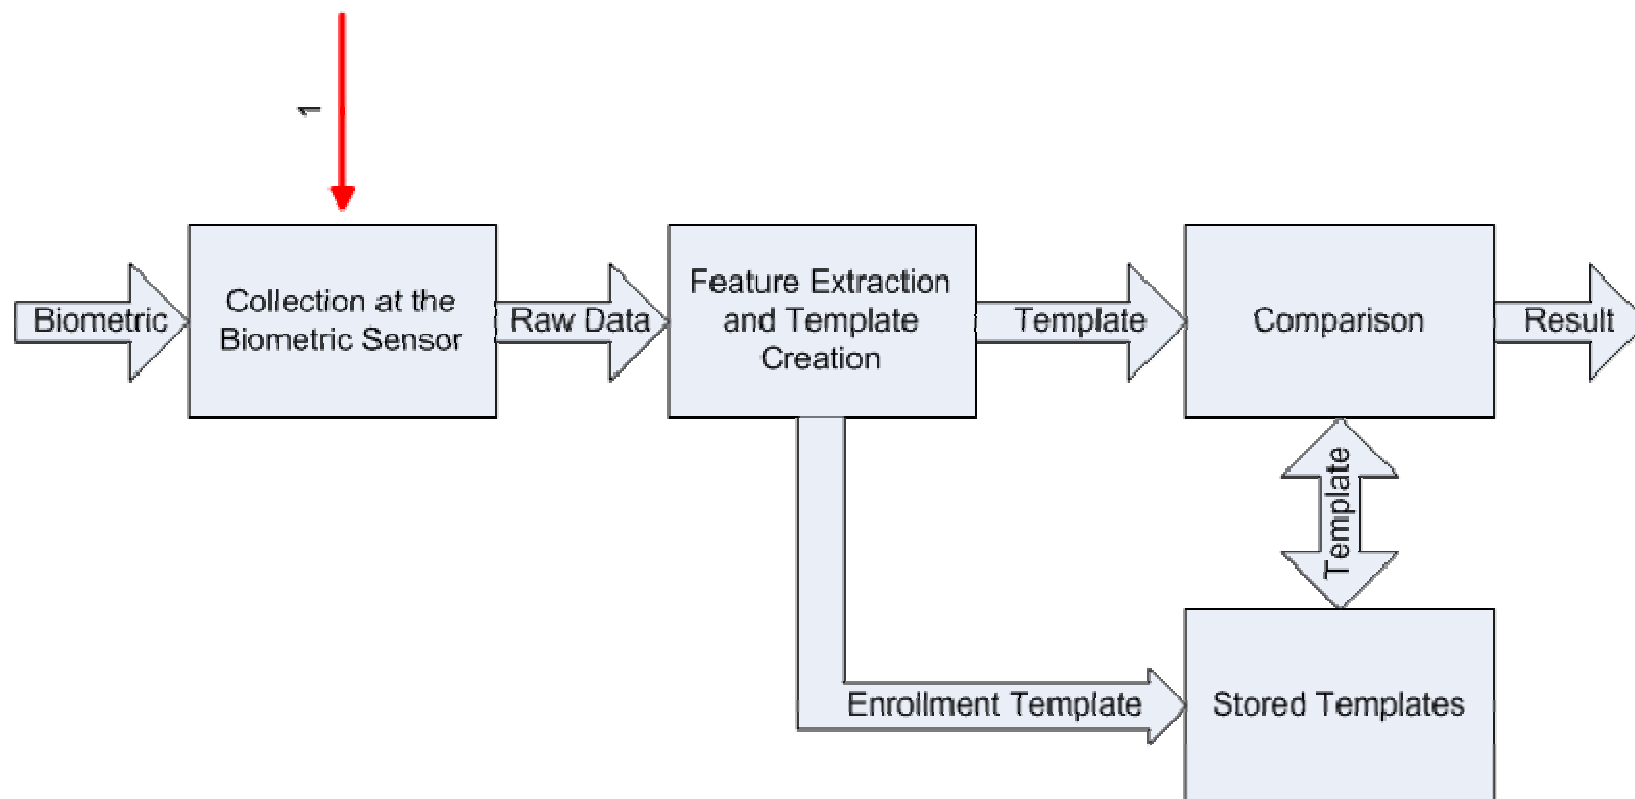 1
Biometric
Collection at the
Biometric Sensor
Raw Data
Feature Extraction
and Template
Creation
Template
Comparison
Result
Template
Enrollment Template
Stored Templates